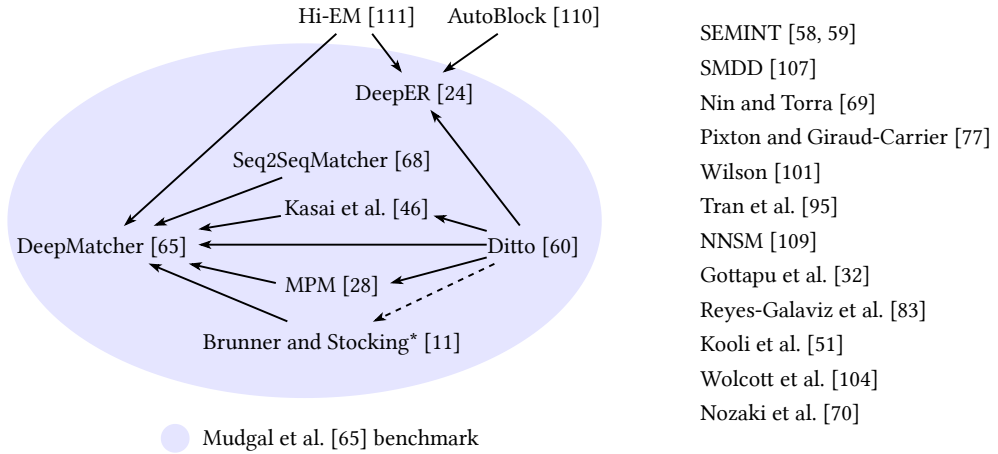 Hi-EM [111]
AutoBlock [110]
DeepER [24]
Seq2SeqMatcher [68]
Kasai et al. [46]
DeepMatcher [65]
Ditto [60]
MPM [28]
Brunner and Stocking* [11]
Mudgal et al. [65] benchmark
SEMINT [58, 59]
SMDD [107]
Nin and Torra [69]
Pixton and Giraud-Carrier [77]
Wilson [101]
Tran et al. [95]
NNSM [109]
Gottapu et al. [32]
Reyes-Galaviz et al. [83]
Kooli et al. [51]
Wolcott et al. [104]
Nozaki et al. [70]